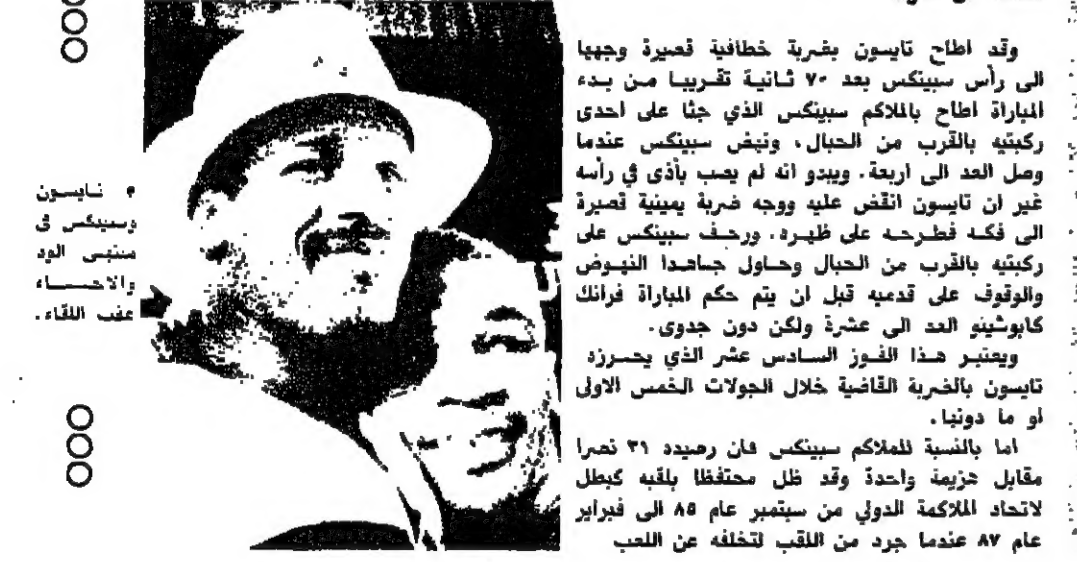 وقد اطاح تايسون بضربة خطافية قصيرة وجهها
الى رأس سبينكس بعد ٧٠ ثانية تقريبا من بدء
المباراة اطاح بالملاكم سبينكس الذي جثا على احدى
ركبتيه بالقرب من الحبال، ونهض سبينكس عندما
وصل العد الى اربعة. ويبدو انه لم يصب بأذى في رأسه
غير ان تايسون انقض عليه ووجه ضربة يمينية قصيرة
الى فكه فطرحه على ظهره. وزحف سبينكس على
ركبتيه بالقرب من الحبال وحاول جاهدا النهوض
والوقوف على قدميه قبل ان يتم حكم المباراة فرانك
كابوشينو العد الى عشرة ولكن دون جدوى.
ويعتبر هذا الفوز السادس عشر الذي يحرزه
تايسون بالضربة القاضية خلال الجولات الخمس الاولى
او ما دونها.
اما بالنسبة للملاكم سبينكس فان رصيده ٣١ نصرا
مقابل هزيمة واحدة وقد ظل محتفظا بلقبه كبطل
لاتحاد الملاكمة الدولي من سبتمبر عام ٨٥ الى فبراير
عام ٨٧ عندما جرد من اللقب لتخلفه عن اللعب
تايسون
وسبينكس في
منتهى الود
والاخاء
عقب اللقاء.